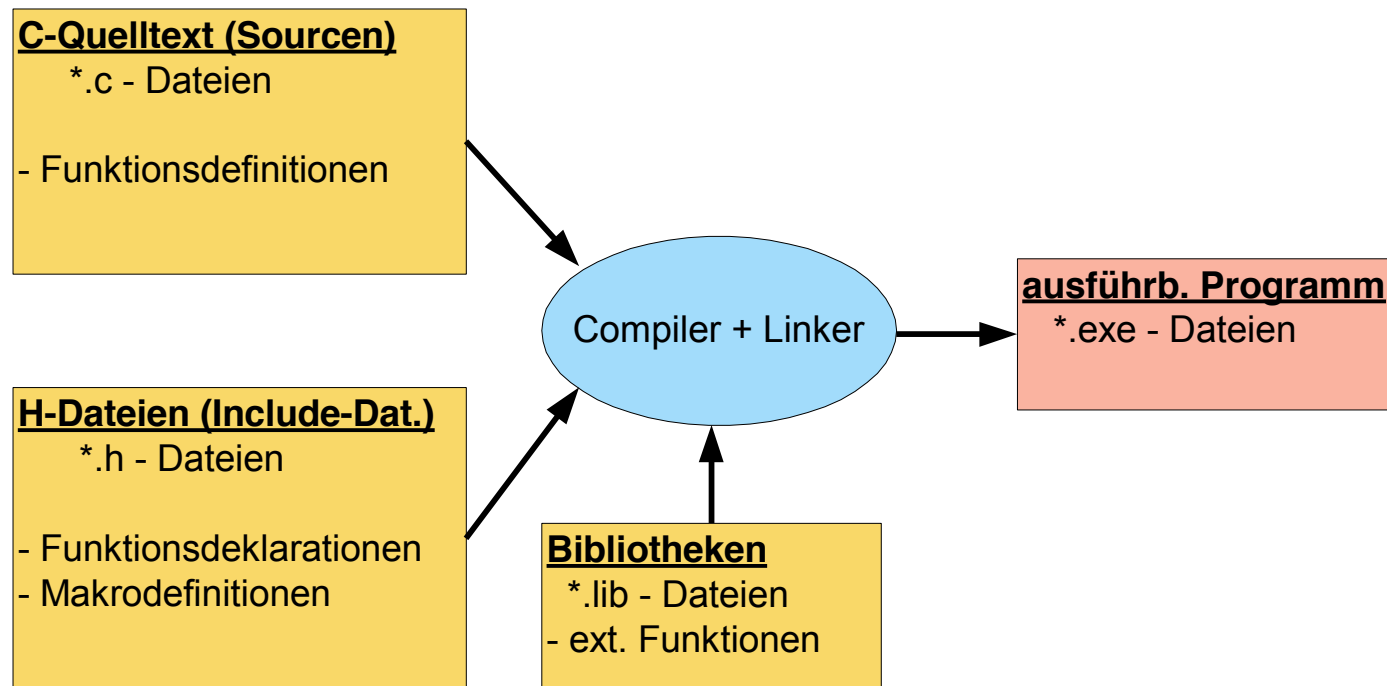 C-Quelltext (Sourcen)
*.c - Dateien
- Funktionsdefinitionen
H-Dateien (Include-Dat.)
*.h - Dateien
- Funktionsdeklarationen
- Makrodefinitionen
Bibliotheken
*.lib - Dateien
- ext. Funktionen
Compiler + Linker
ausführb. Programm
*.exe - Dateien